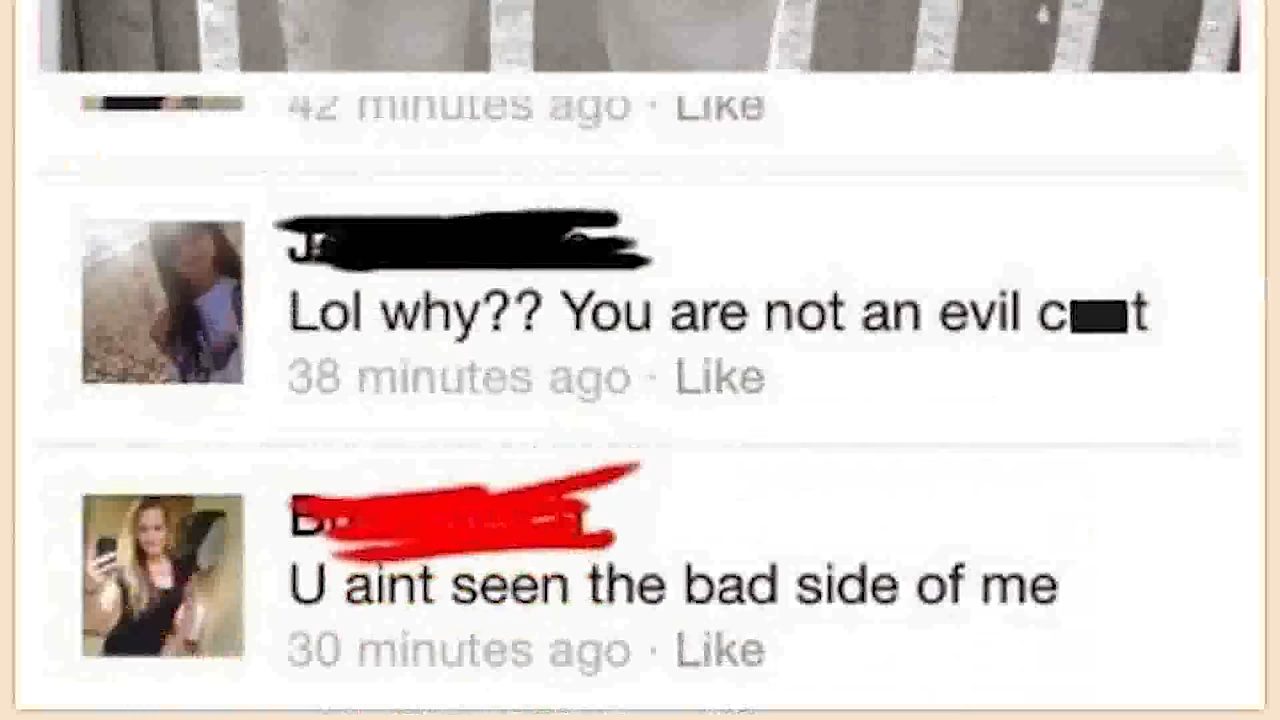 42 minutes ago · Like
Lol why?? You are not an evil c t
38 minutes ago · Like
U aint seen the bad side of me
30 minutes ago · Like